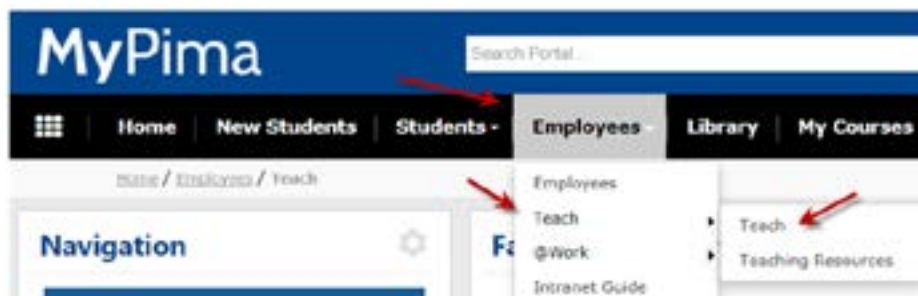 MyPima
Search Portal...
Home New Students Students Employees Library My Courses
Home / Employees / Teach
Employees
Teach
Teach
Navigation
Fa
@Work
Teaching Resources
Intranet Guide